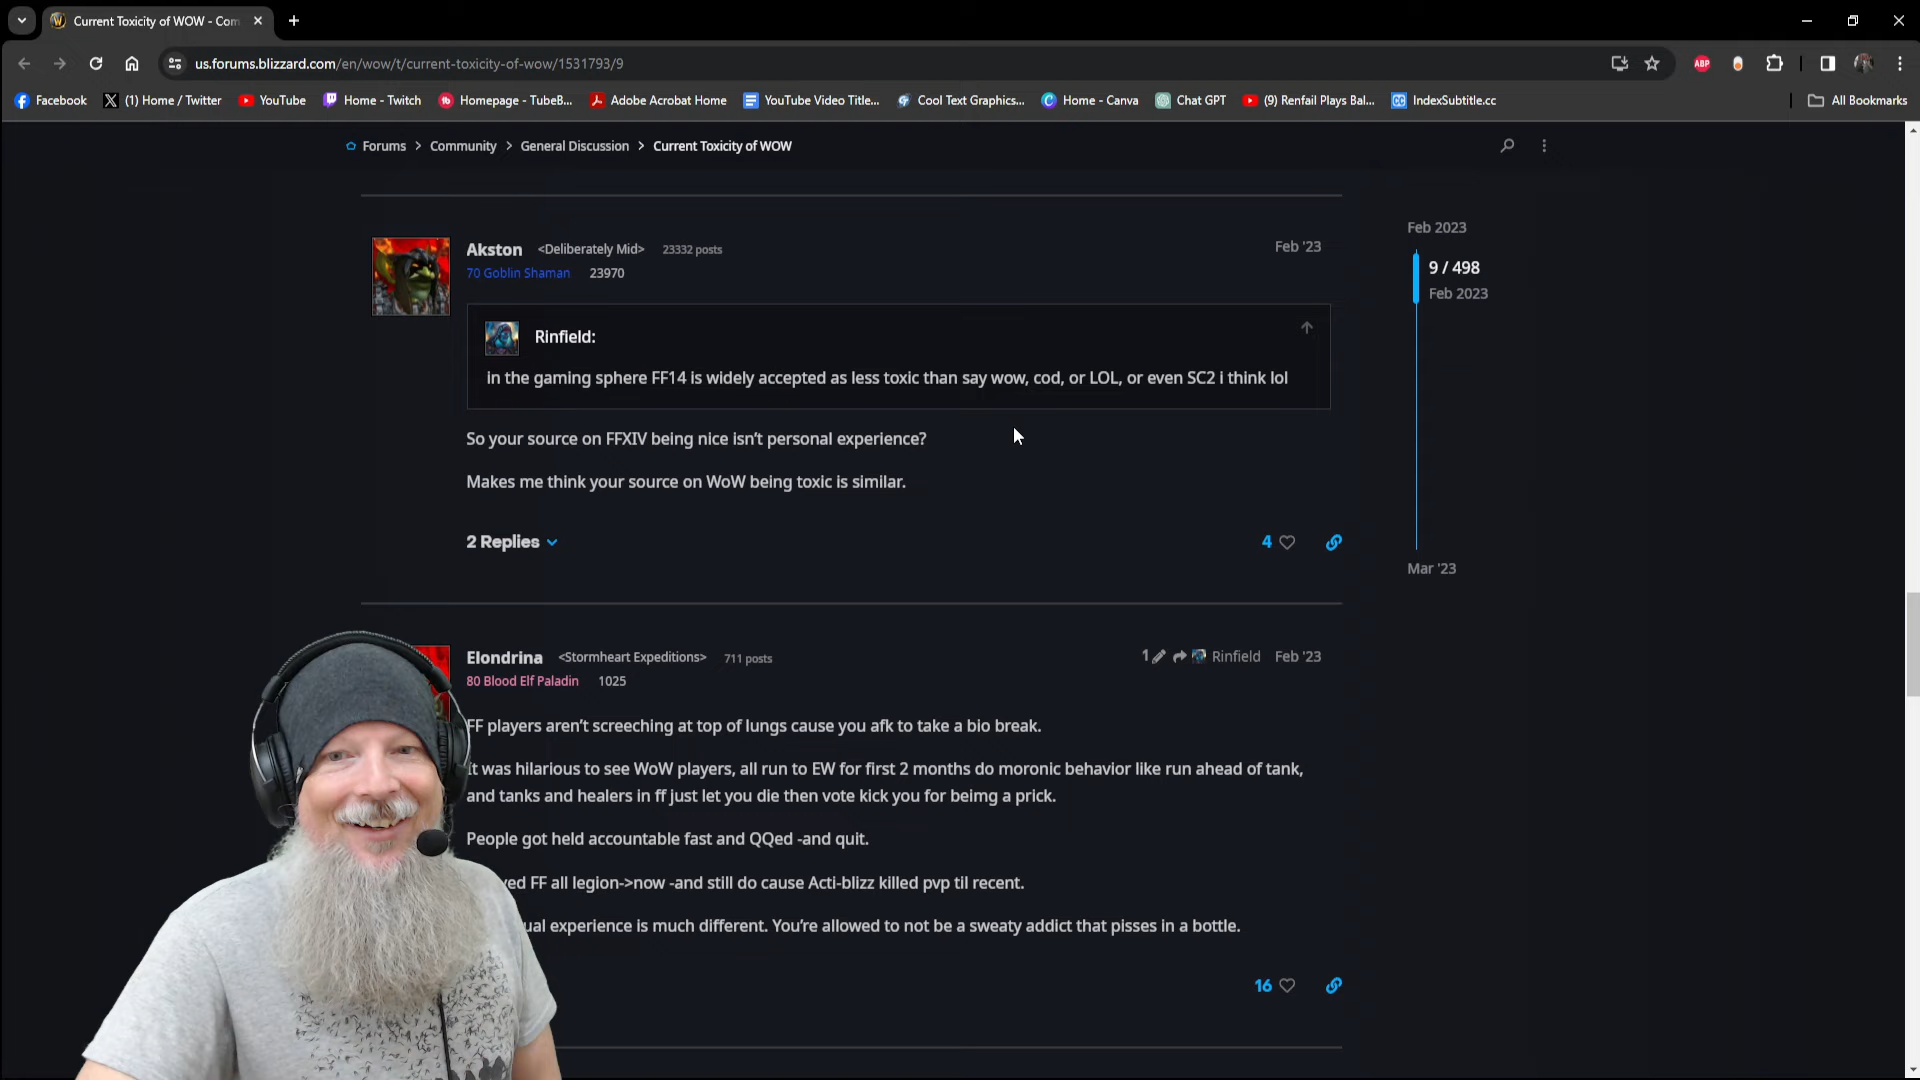 Current Toxicity of WOW - Com
us.forums.blizzard.com/en/wow/t/current-toxicity-of-wow/1531793/9
ABP
Facebook
(1) Home / Twitter
YouTube
Home - Twitch
Homepage - TubeB...
Adobe Acrobat Home
YouTube Video Title...
Cool Text Graphics...
Home - Canva
Chat GPT
(9) Renfail Plays Bal...
CC
IndexSubtitle.cc
All Bookmarks
Forums > Community > General Discussion > Current Toxicity of WOW
Akston <Deliberately Mid> 23332 posts
Feb '23
70 Goblin Shaman 23970
Rinfield:
in the gaming sphere FF14 is widely accepted as less toxic than say wow, cod, or LOL, or even SC2 i think lol
So your source on FFXIV being nice isn't personal experience?
Makes me think your source on WoW being toxic is similar.
2 Replies
4
Feb 2023
9 / 498
Feb 2023
Mar '23
Elondrina <Stormheart Expeditions> 711 posts
1 Rinfield Feb '23
80 Blood Elf Paladin 1025
FF players aren't screeching at top of lungs cause you afk to take a bio break.
It was hilarious to see WoW players, all run to EW for first 2 months do moronic behavior like run ahead of tank,
and tanks and healers in ff just let you die then vote kick you for beimg a prick.
People got held accountable fast and QQed -and quit.
FF all legion->now -and still do cause Acti-blizz killed pvp til recent.
experience is much different. You're allowed to not be a sweaty addict that pisses in a bottle.
16